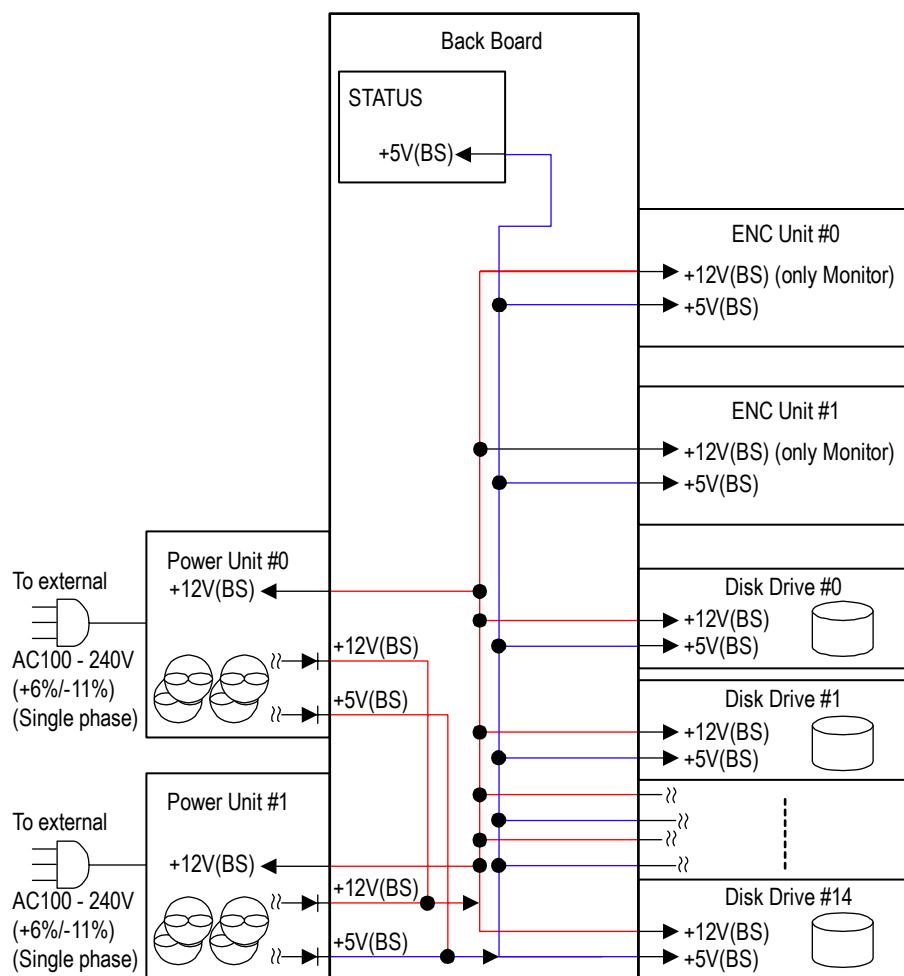 Back Board
STATUS
+5V(BS)
ENC Unit #0
+12V(BS) (only Monitor)
+5V(BS)
ENC Unit #1
+12V(BS) (only Monitor)
+5V(BS)
Power Unit #0
+12V(BS)
To external
AC100 - 240V
(+6%/-11%)
(Single phase)
+12V(BS)
+5V(BS)
Disk Drive #0
+12V(BS)
+5V(BS)
Disk Drive #1
+12V(BS)
+5V(BS)
Power Unit #1
+12V(BS)
To external
AC100 - 240V
(+6%/-11%)
(Single phase)
+12V(BS)
+5V(BS)
Disk Drive #14
+12V(BS)
+5V(BS)